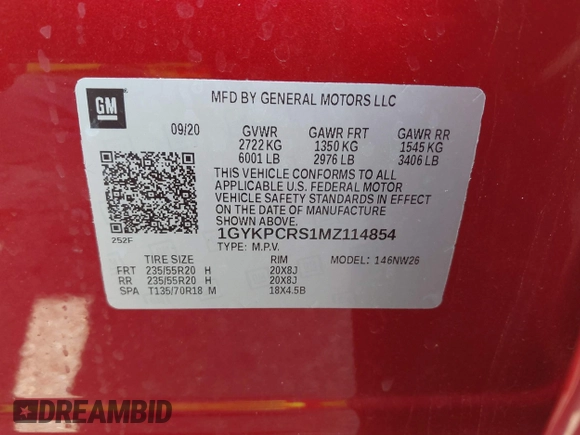 GM
MFD BY GENERAL MOTORS LLC
09/20 GVWR GAWR FRT GAWR RR
2722 KG 1350 KG 1545 KG
6001 LB 2976 LB 3406 LB
THIS VEHICLE CONFORMS TO ALL
APPLICABLE U.S. FEDERAL MOTOR
VEHICLE SAFETY STANDARDS IN EFFECT
ON THE DATE OF MANUFACTURE
SHOWN ABOVE.
252F
1GYKPCRS1MZ114854
TYPE: M.P.V.
TIRE SIZE RIM MODEL: 146NW26
FRT 235/55R20 H 20X8J
RR 235/55R20 H 20X8J
SPA T135/70R18 M 18X4.5B
DREAMBID